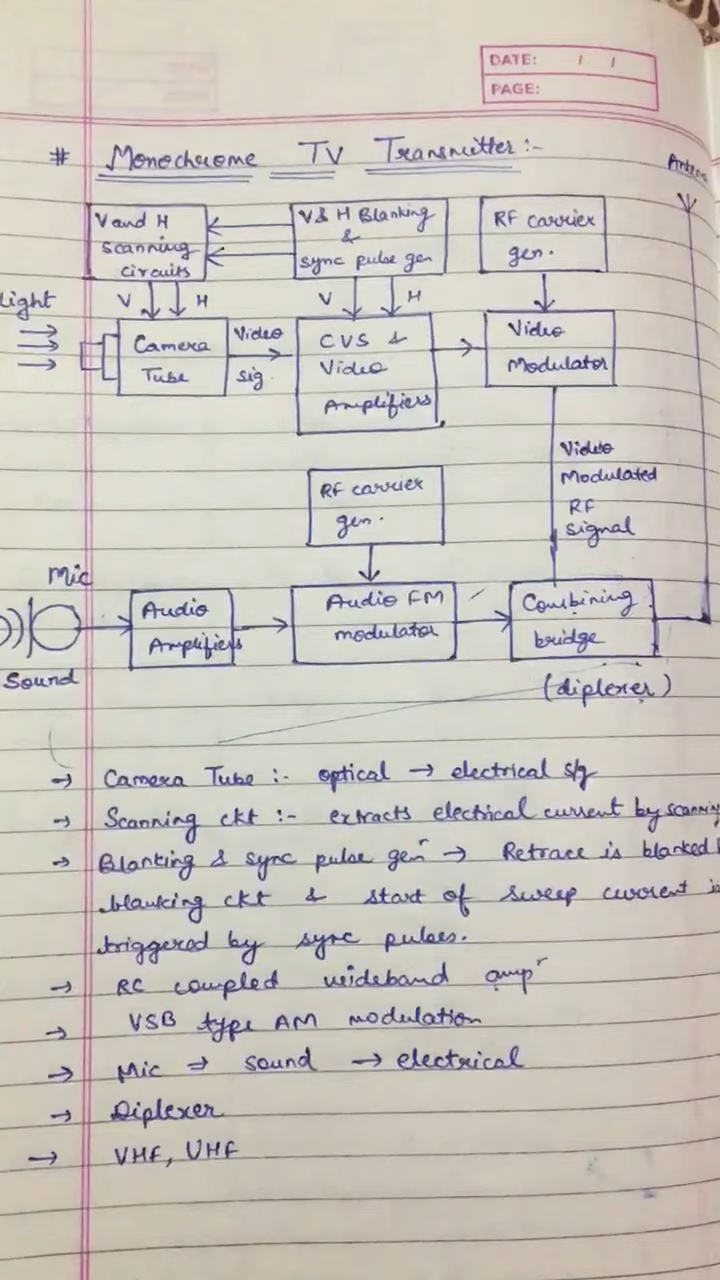 DATE: / /
PAGE:
# Monochrome TV Transmitter :-
Antenna
V and H
scanning
circuits
V & H Blanking
&
sync pulse gen
RF carrier
gen.
V H
V H
Light
Camera
Tube
Video
sig.
CVS &
Video
Amplifiers
Video
Modulator
Video
Modulated
RF
signal
RF carrier
gen.
Mic
Sound
Audio
Amplifiers
Audio FM
modulator
Combining
bridge
(diplexer)
→ Camera Tube :- optical → electrical s/g
→ Scanning ckt :- extracts electrical current by scanning
→ Blanking & sync pulse genʳ → Retrace is blanked b
blanking ckt & start of sweep current is
triggered by sync pulses.
→ RC coupled wideband ampʳ
→ VSB type AM modulation
→ Mic ⇒ sound → electrical
→ Diplexer
→ VHF, UHF